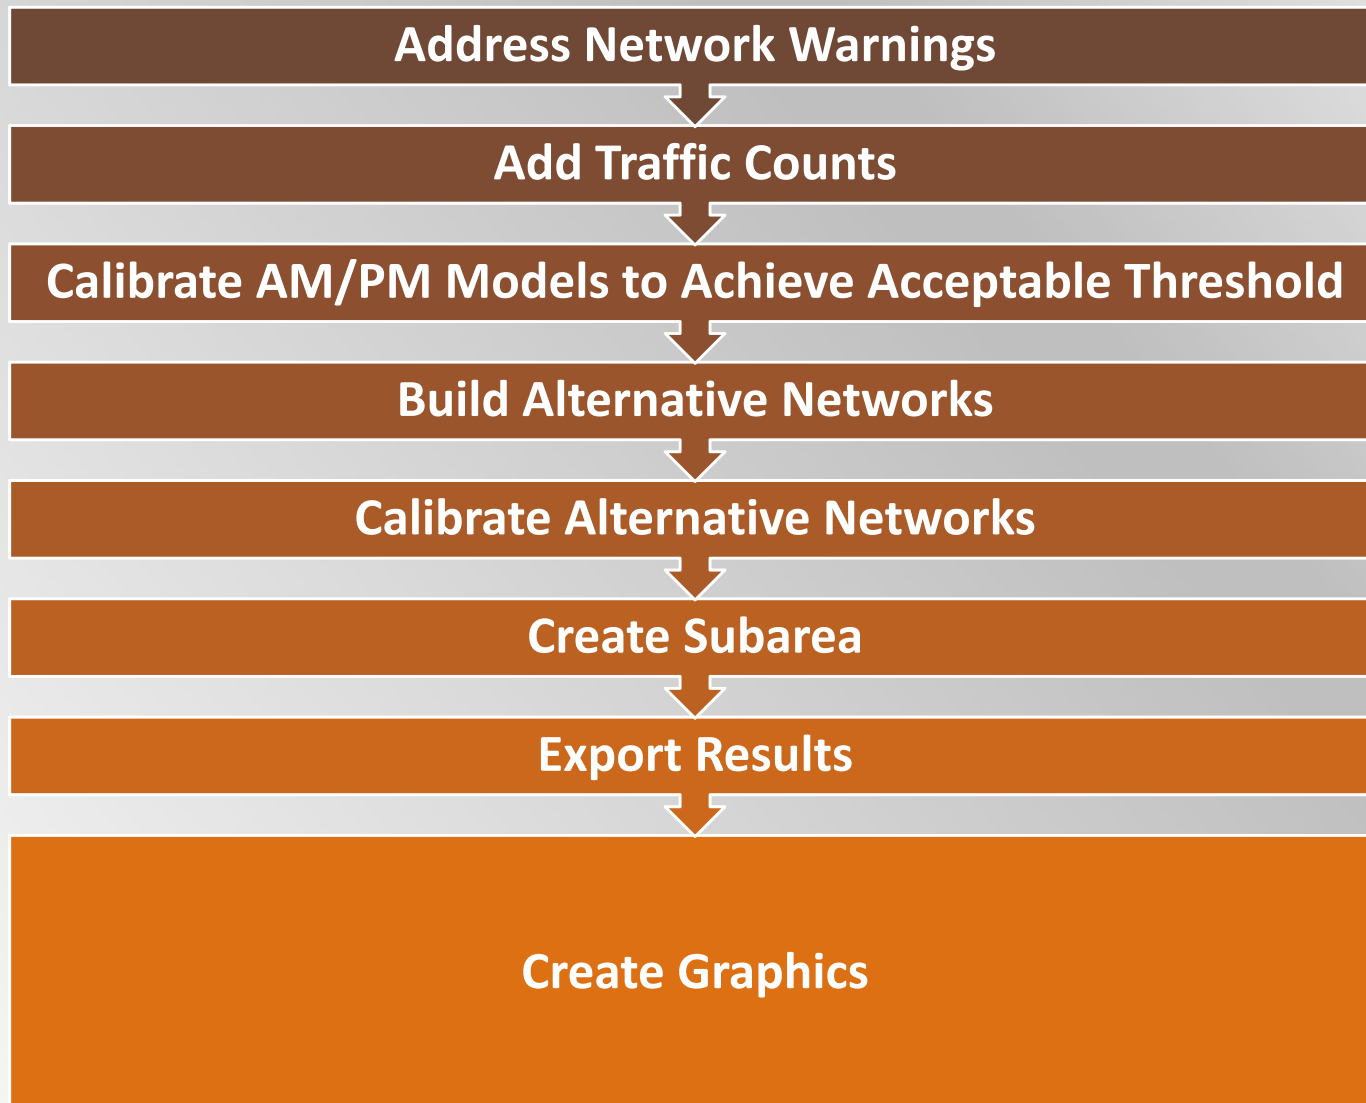 Address Network Warnings
Add Traffic Counts
Calibrate AM/PM Models to Achieve Acceptable Threshold
Build Alternative Networks
Calibrate Alternative Networks
Create Subarea
Export Results
Create Graphics